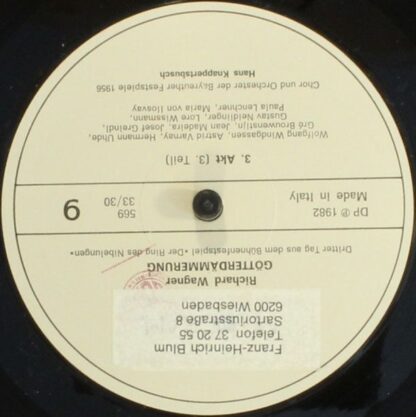 Franz-Heinrich Blum
Telefon 37 20 55
Sartoriusstraße 8
6200 Wiesbaden
Richard Wagner
GÖTTERDÄMMERUNG
Dritter Tag aus dem Bühnenfestspiel »Der Ring des Nibelungen«
DP ℗ 1982
Made in Italy
569
33/30
6
3. Akt (3. Teil)
Wolfgang Windgassen, Astrid Varnay, Hermann Uhde,
Gré Brouwenstijn, Jean Madeira, Josef Greindl,
Gustav Neidlinger, Lore Wissmann,
Paula Lenchner, Maria von Ilosvay
Chor und Orchester der Bayreuther Festspiele 1956
Hans Knappertsbusch